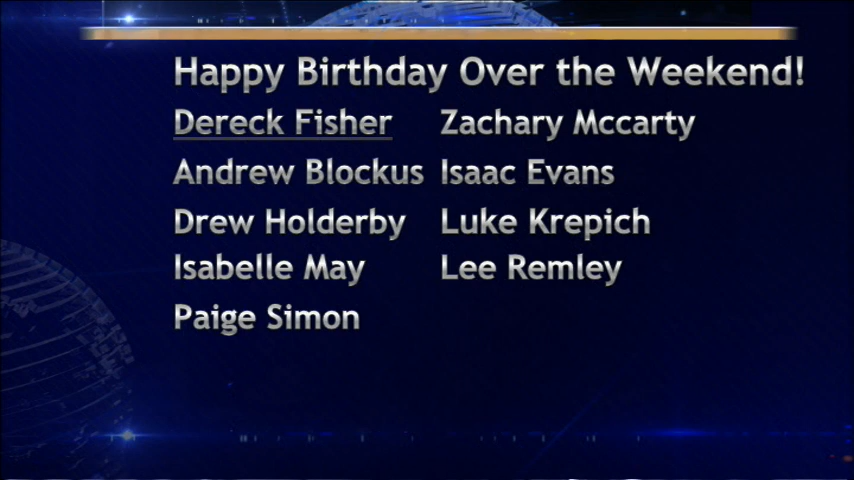 Happy Birthday Over the Weekend!
Dereck Fisher Zachary Mccarty
Andrew Blockus Isaac Evans
Drew Holderby Luke Krepich
Isabelle May Lee Remley
Paige Simon